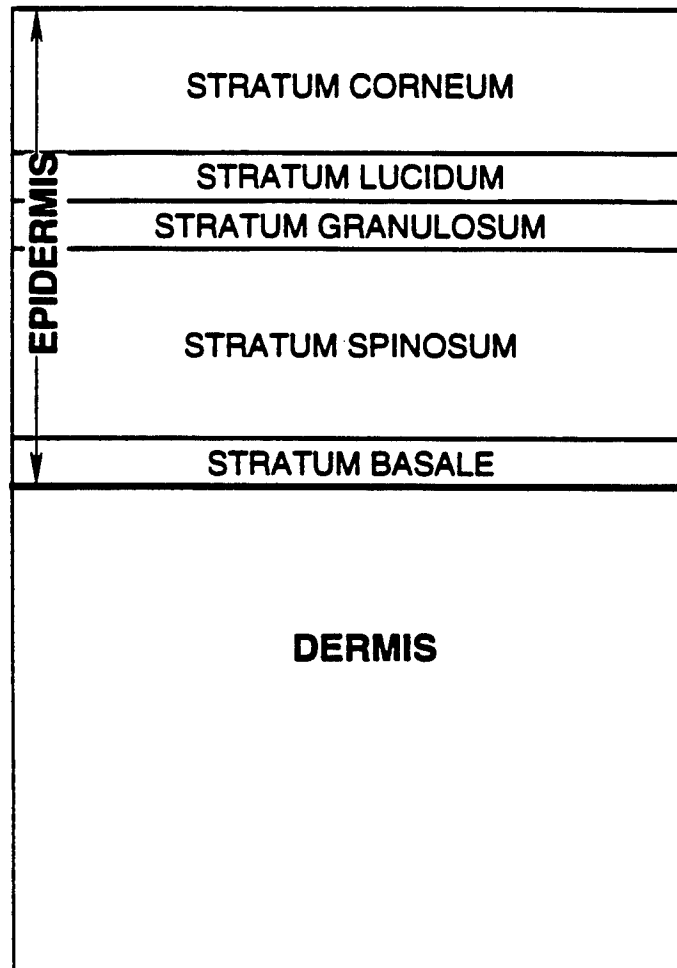 STRATUM CORNEUM
STRATUM LUCIDUM
STRATUM GRANULOSUM
EPIDERMIS
STRATUM SPINOSUM
STRATUM BASALE
DERMIS